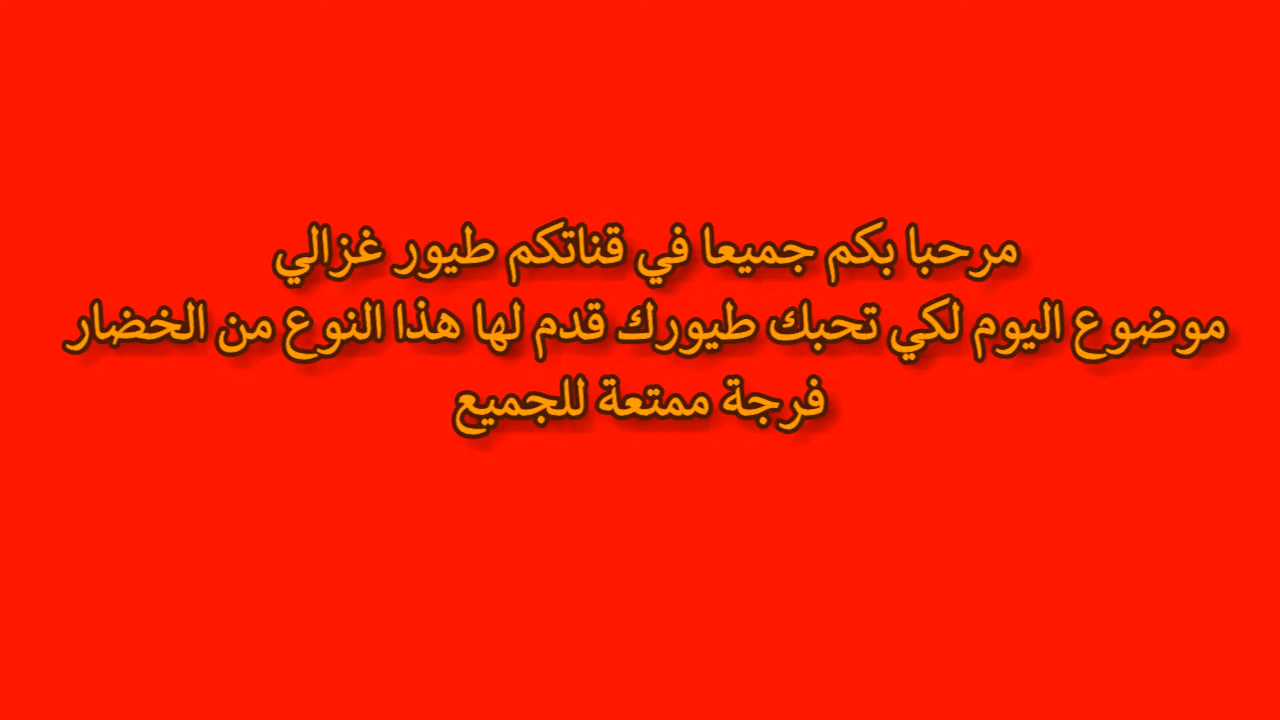 مرحبا بكم جميعا في قناتكم طيور غزالي
موضوع اليوم لكي تحبك طيورك قدم لها هذا النوع من الخضار
فرجة ممتعة للجميع